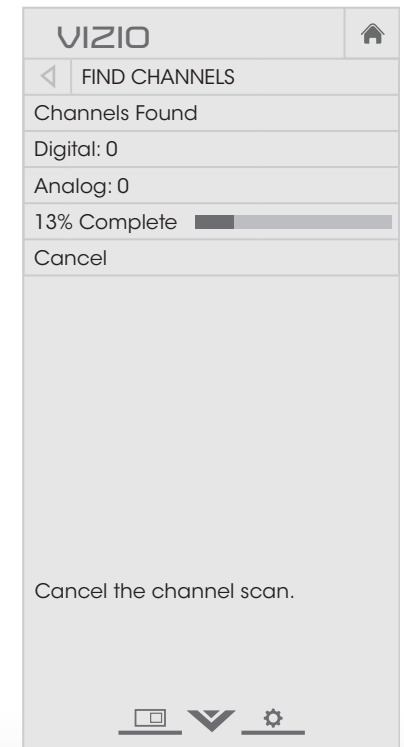 VIZIO
FIND CHANNELS
Channels Found
Digital: 0
Analog: 0
13% Complete
Cancel
Cancel the channel scan.